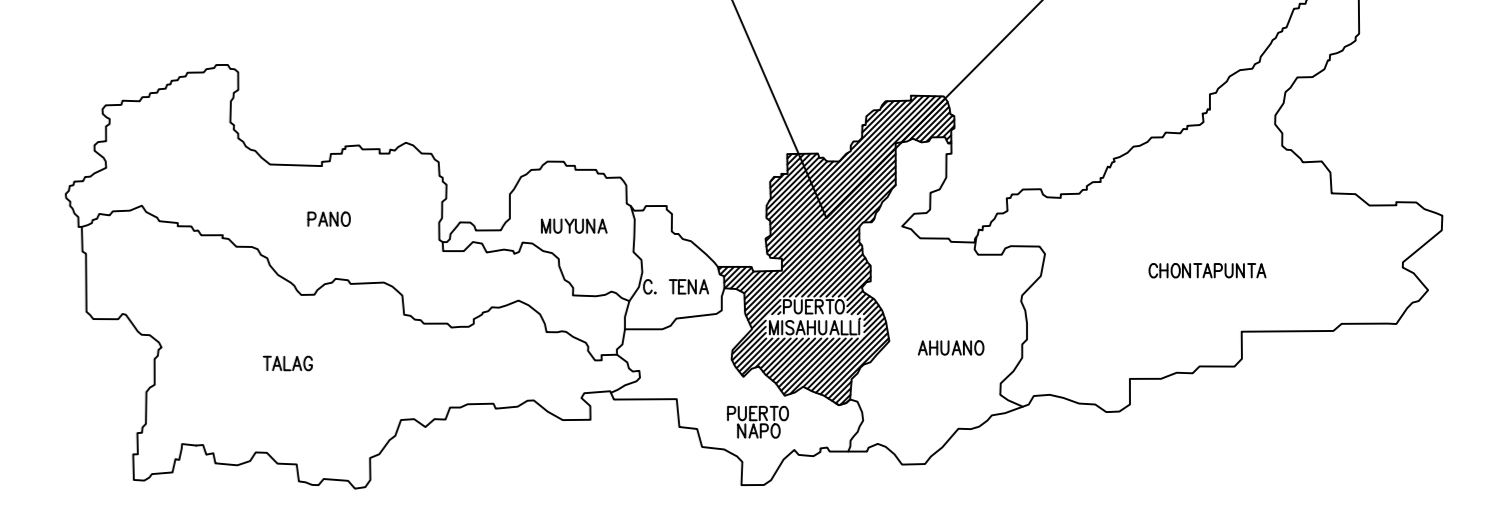 PANO
MUYUNA
C. TENA
CHONTAPUNTA
PUERTO
MISAHUALLÍ
AHUANO
TALAG
PUERTO
NAPO